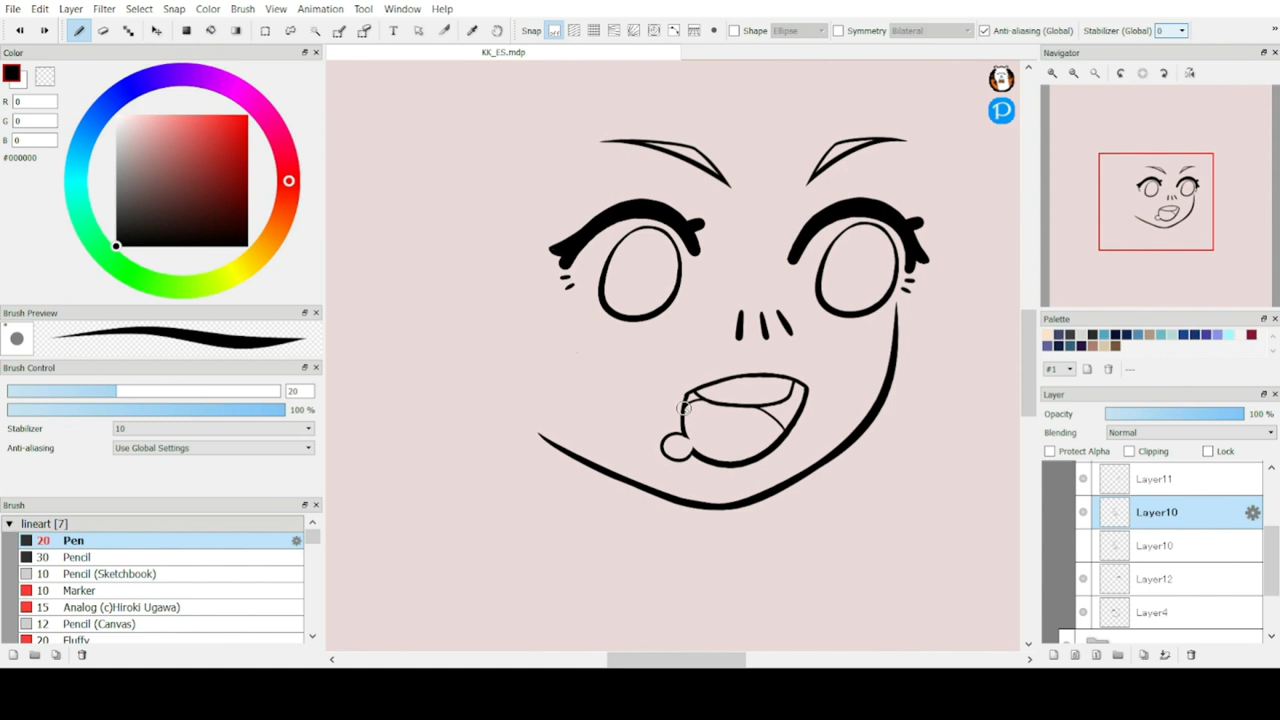 File Edit Layer Filter Select Snap Color Brush View Animation Tool Window Help
T Snap Shape Ellipse Symmetry Bilateral Anti-aliasing (Global) Stabilizer (Global) 0
Color
KK_ES.mdp
Navigator
R 0
G 0
B 0
#000000
P
Brush Preview
Brush Control
20
100 %
Stabilizer 10
Anti-aliasing Use Global Settings
Brush
lineart [7]
20 Pen
30 Pencil
10 Pencil (Sketchbook)
10 Marker
15 Analog (c)Hiroki Ugawa)
12 Pencil (Canvas)
20 Fluffy
Palette
#1 ---
Layer
Opacity 100 %
Blending Normal
Protect Alpha Clipping Lock
Layer11
Layer10
Layer10
Layer12
Layer4